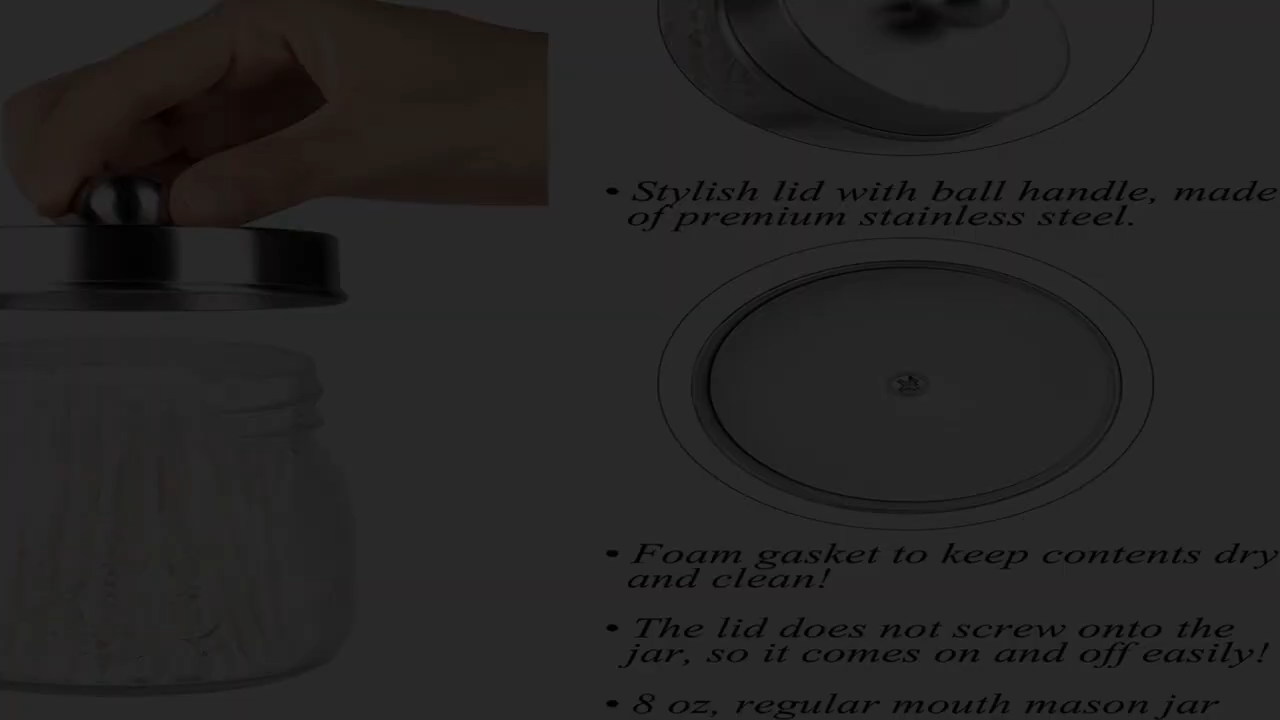 • Stylish lid with ball handle, made
of premium stainless steel.
• Foam gasket to keep contents dry
and clean!
• The lid does not screw onto the
jar, so it comes on and off easily!
• 8 oz, regular mouth mason jar